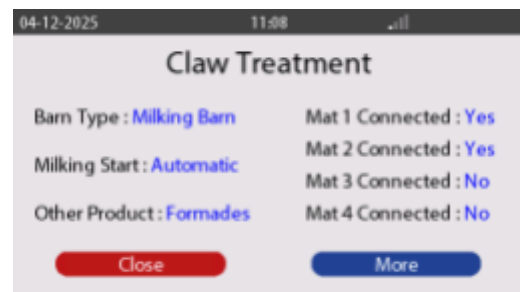 04-12-2025 11:08
Claw Treatment
Barn Type : Milking Barn
Milking Start : Automatic
Other Product : Formades
Mat 1 Connected : Yes
Mat 2 Connected : Yes
Mat 3 Connected : No
Mat 4 Connected : No
Close
More